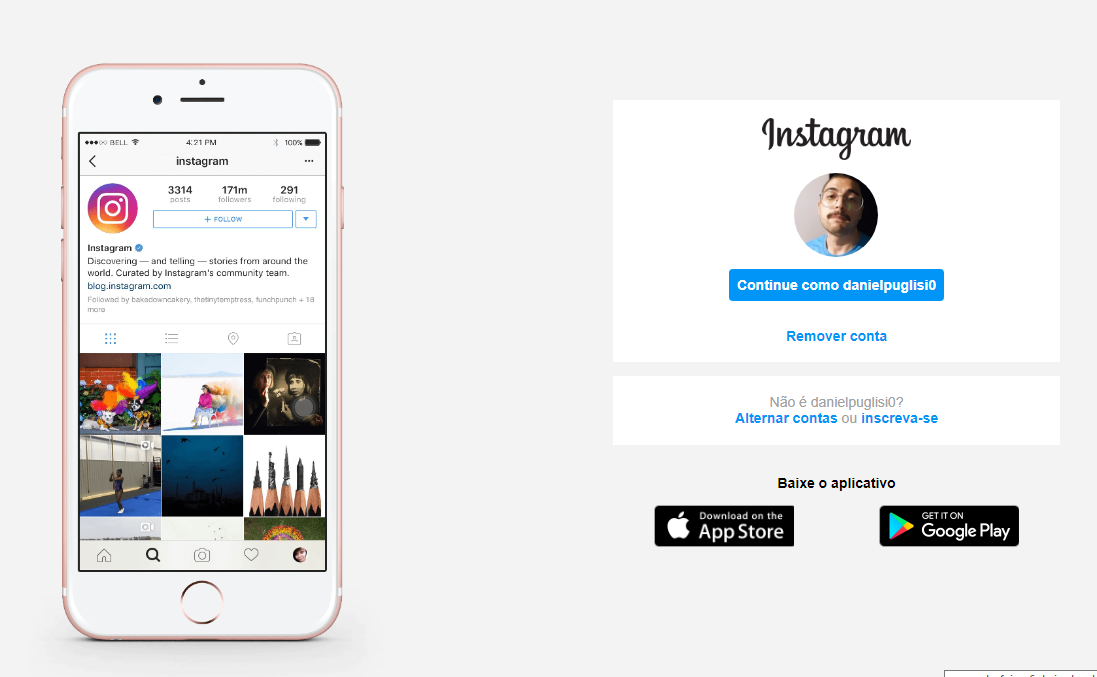 BELL
4:21 PM
100%
instagram
3314
171m
291
posts
followers
following
+ FOLLOW
Instagram
Discovering — and telling — stories from around the
world. Curated by Instagram's community team.
blog.instagram.com
Followed by bakedowncakery, thetinytemptress, funchpunch + 18
more
Instagram
Continue como danielpuglisi0
Remover conta
Não é danielpuglisi0?
Alternar contas ou inscreva-se
Baixe o aplicativo
Download on the
App Store
GET IT ON
Google Play